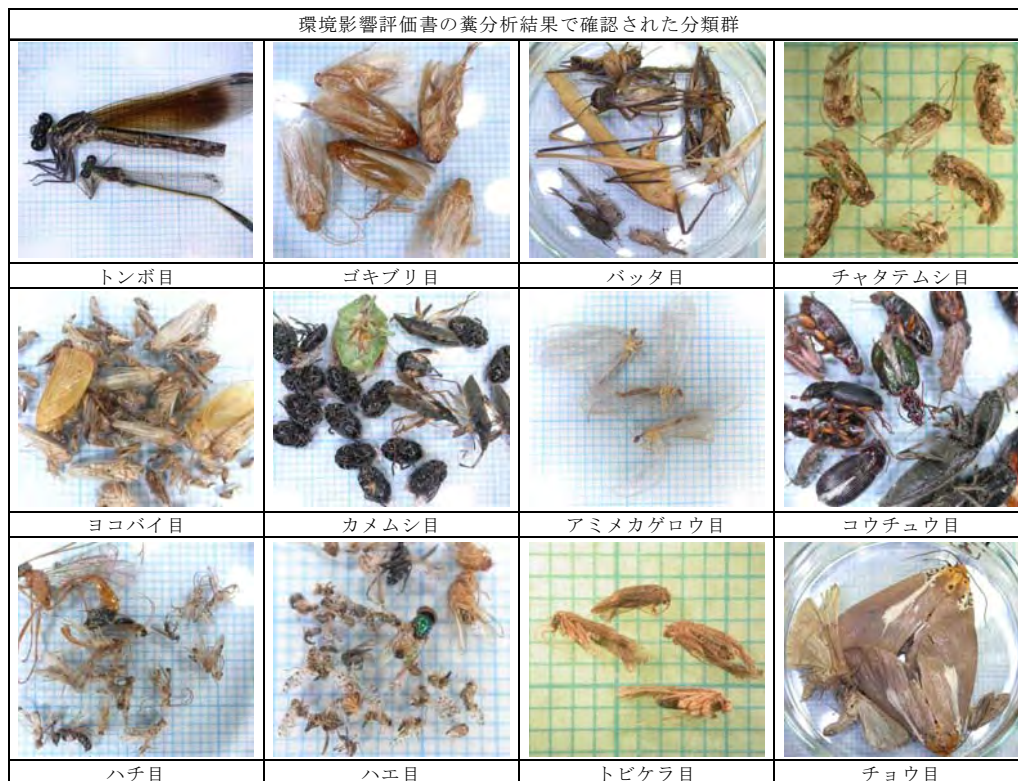 環境影響評価書の糞分析結果で確認された分類群
トンボ目
ゴキブリ目
バッタ目
チャタテムシ目
ヨコバイ目
カメムシ目
アミメカゲロウ目
コウチュウ目
ハチ目
ハエ目
トビケラ目
チョウ目